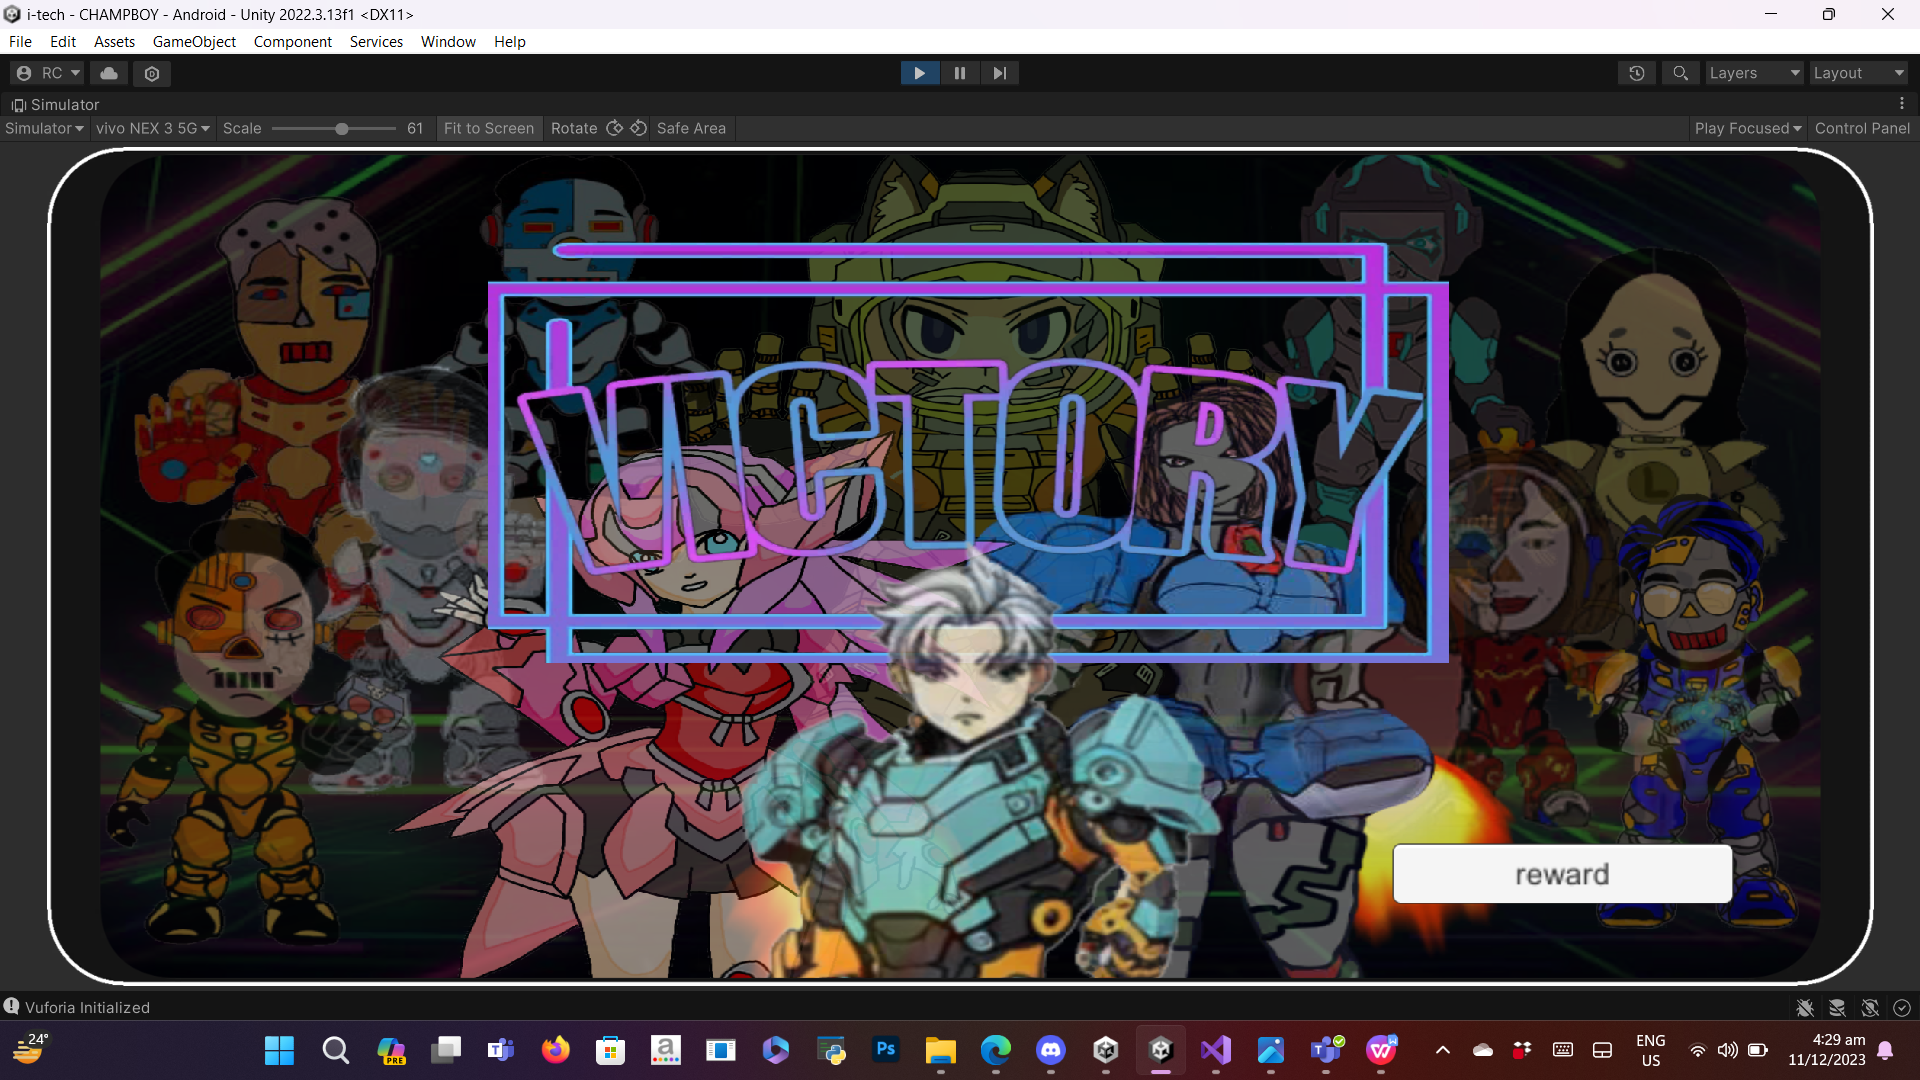 i-tech - CHAMPBOY - Android - Unity 2022.3.13f1 <DX11>
File Edit Assets GameObject Component Services Window Help
RC Layers Layout
Simulator
Simulator vivo NEX 3 5G Scale 61 Fit to Screen Rotate Safe Area Play Focused Control Panel
VICTORY
L
reward
Vuforia Initialized
24°
PRE
T
a
Ps
W
ENG
US
4:29 am
11/12/2023